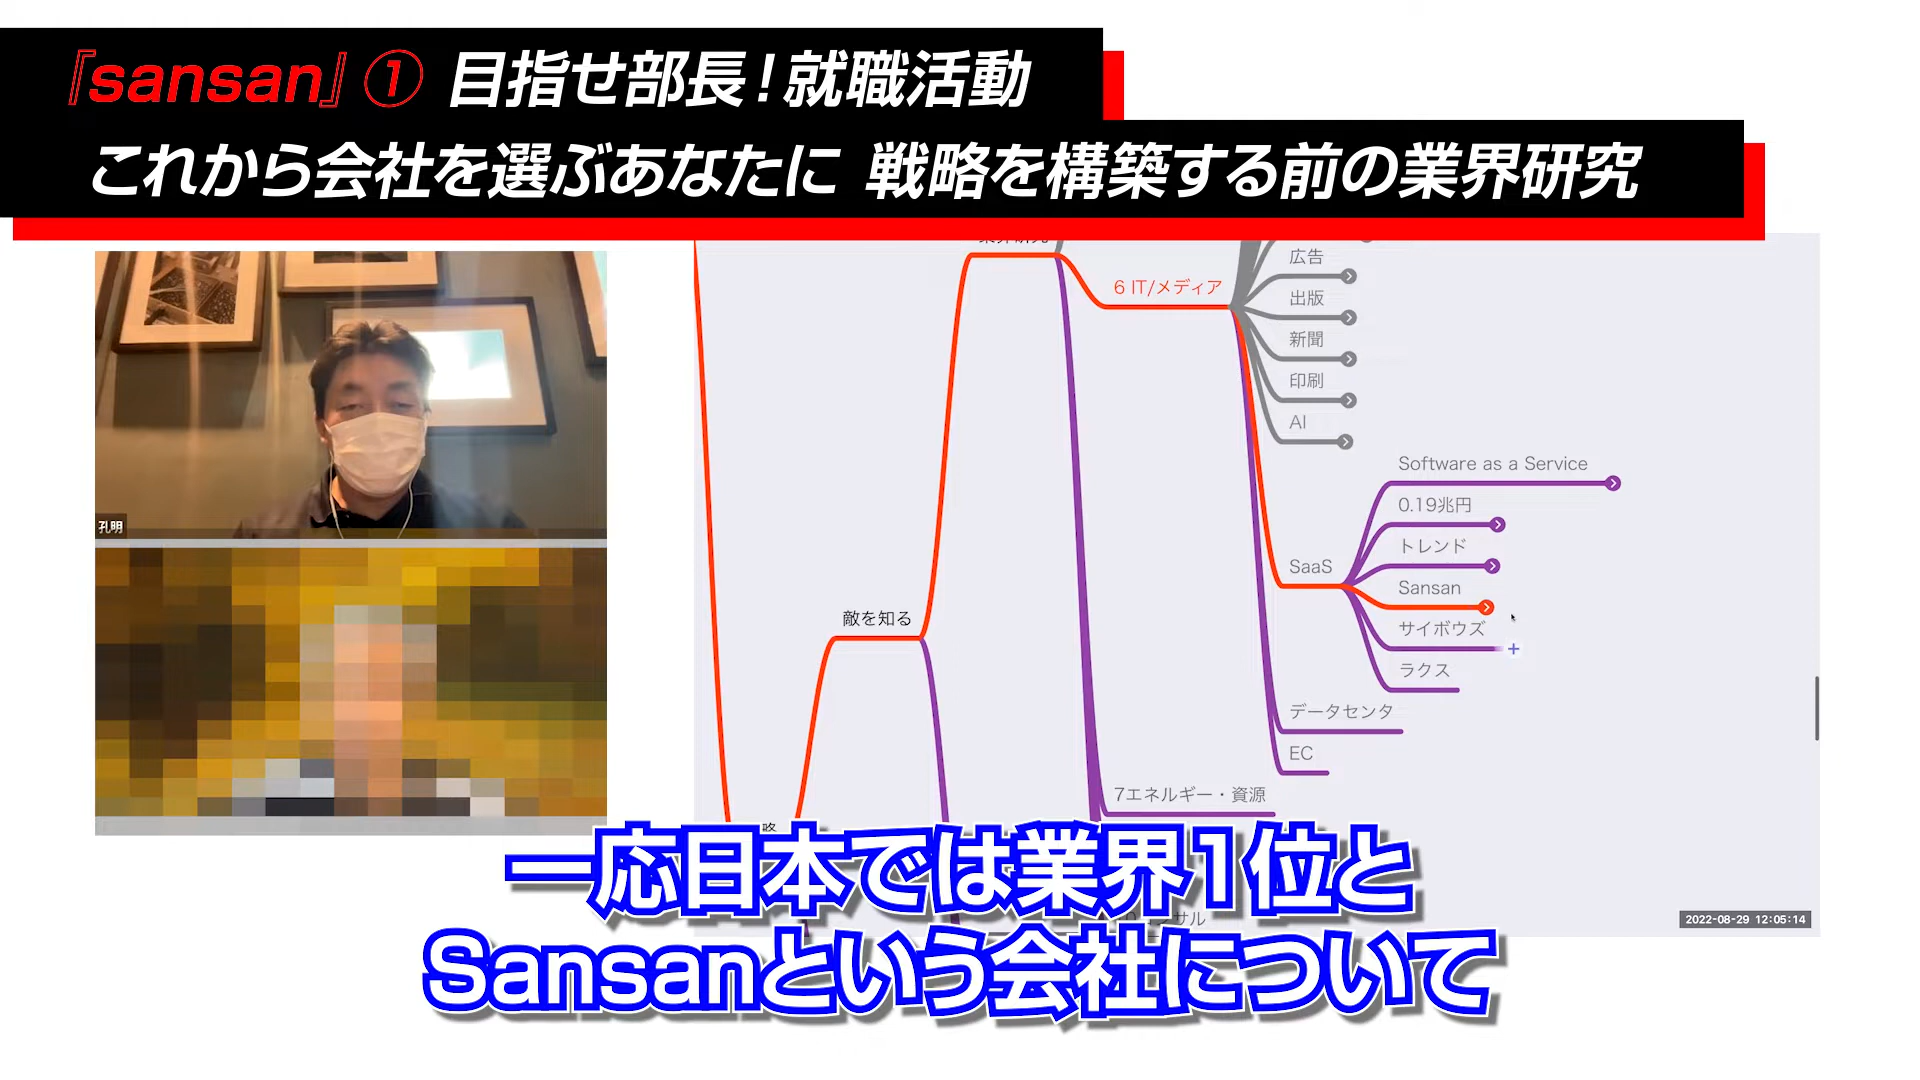 『sansan』① 目指せ部長！就職活動
これから会社を選ぶあなたに 戦略を構築する前の業界研究
広告
6 IT/メディア
出版
新聞
印刷
AI
Software as a Service
0.19兆円
トレンド
SaaS
Sansan
敵を知る
サイボウズ
ラクス
データセンタ
EC
7エネルギー・資源
孔明
一応日本では業界1位と
Sansanという会社について
2022-08-29 12:05:14